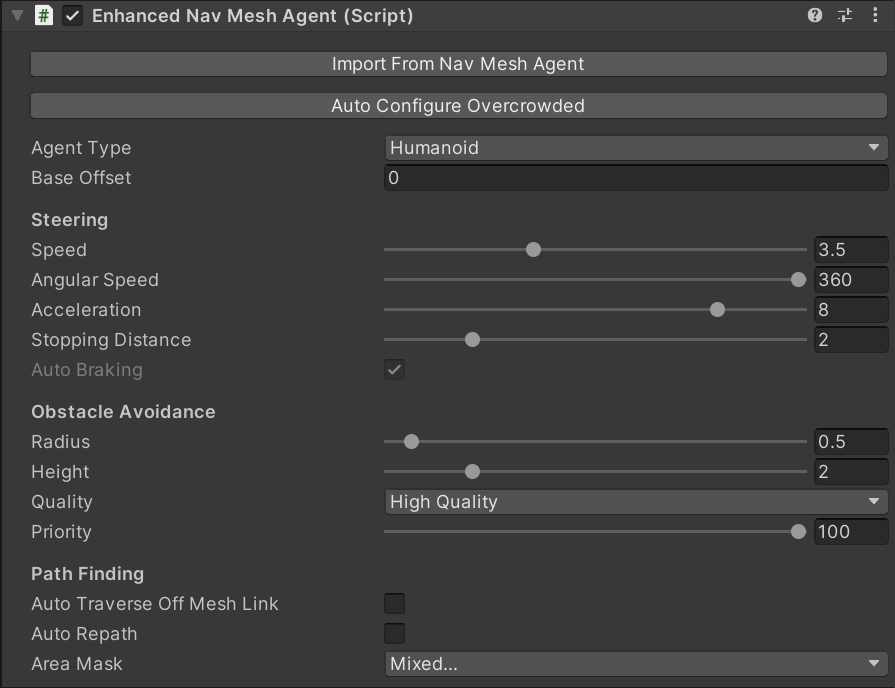 # Enhanced Nav Mesh Agent (Script)
Import From Nav Mesh Agent
Auto Configure Overcrowded
Agent Type Humanoid
Base Offset 0
Steering
Speed 3.5
Angular Speed 360
Acceleration 8
Stopping Distance 2
Auto Braking
Obstacle Avoidance
Radius 0.5
Height 2
Quality High Quality
Priority 100
Path Finding
Auto Traverse Off Mesh Link
Auto Repath
Area Mask Mixed...